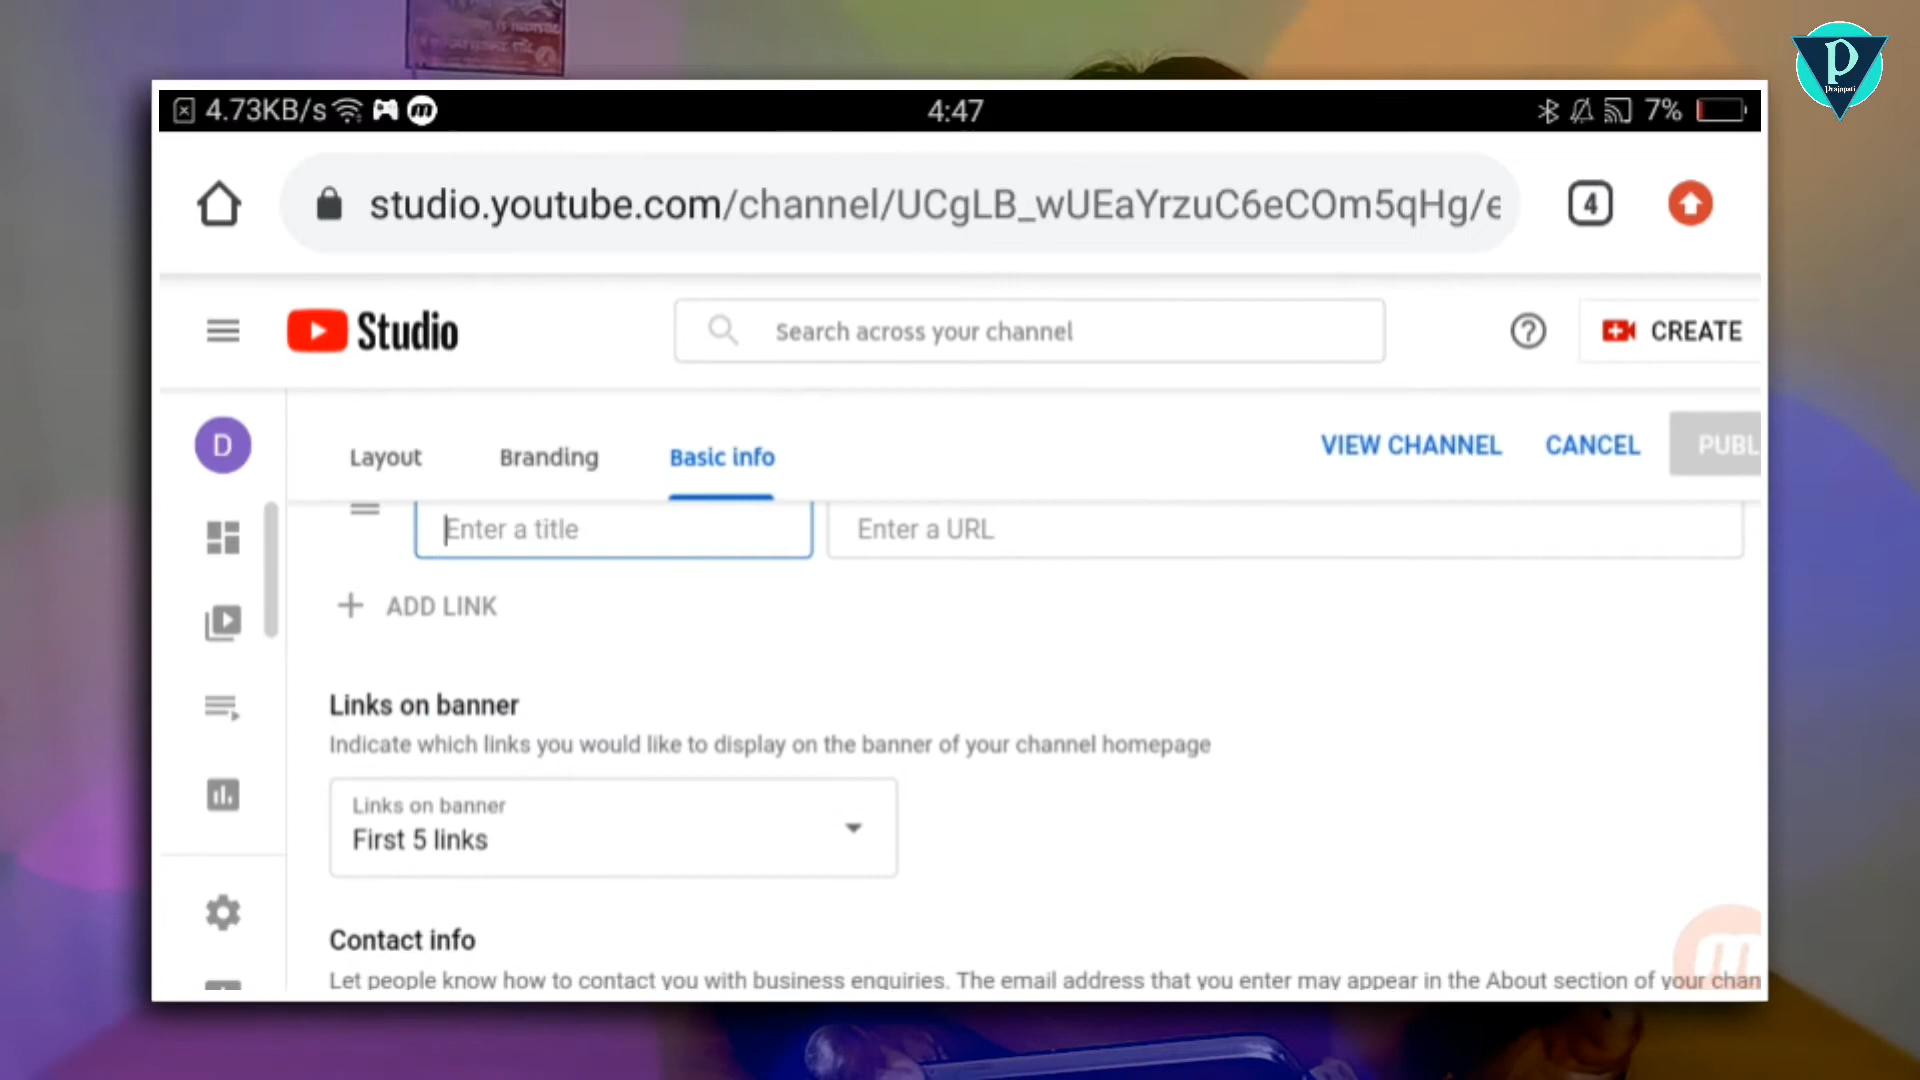 4.73KB/s
4:47
7%
P
Prajapati
studio.youtube.com/channel/UCgLB_wUEaYrzuC6eCOm5qHg/e
4
Studio
Search across your channel
CREATE
D
Layout
Branding
Basic info
VIEW CHANNEL
CANCEL
PUBL
Enter a title
Enter a URL
ADD LINK
Links on banner
Indicate which links you would like to display on the banner of your channel homepage
Links on banner
First 5 links
Contact info
Let people know how to contact you with business enquiries. The email address that you enter may appear in the About section of your chan